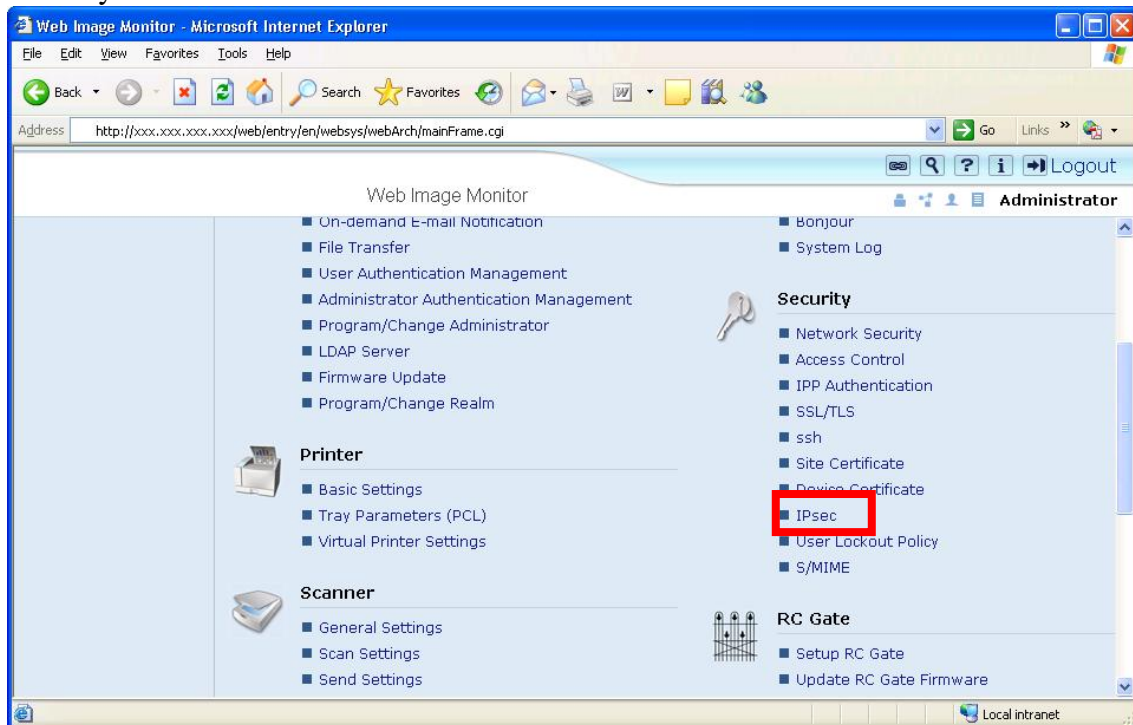 Web Image Monitor - Microsoft Internet Explorer
File Edit View Favorites Tools Help
Back Search Favorites
Address http://xxx.xxx.xxx.xxx/web/entry/en/websys/webArch/mainFrame.cgi Go Links »
Logout
Web Image Monitor
Administrator
On-demand E-mail Notification
File Transfer
User Authentication Management
Administrator Authentication Management
Program/Change Administrator
LDAP Server
Firmware Update
Program/Change Realm
Printer
Basic Settings
Tray Parameters (PCL)
Virtual Printer Settings
Scanner
General Settings
Scan Settings
Send Settings
Bonjour
System Log
Security
Network Security
Access Control
IPP Authentication
SSL/TLS
ssh
Site Certificate
Device Certificate
IPsec
User Lockout Policy
S/MIME
RC Gate
Setup RC Gate
Update RC Gate Firmware
Local intranet